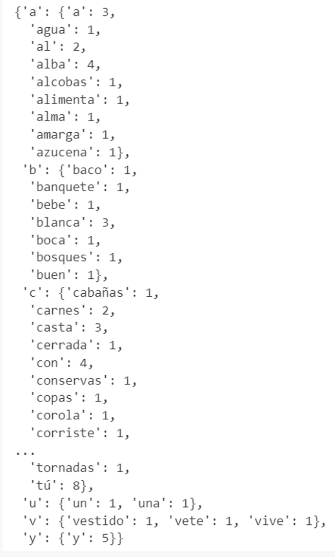 {'a': {'a': 3,
'agua': 1,
'al': 2,
'alba': 4,
'alcobas': 1,
'alimenta': 1,
'alma': 1,
'amarga': 1,
'azucena': 1},
'b': {'baco': 1,
'banquete': 1,
'bebe': 1,
'blanca': 3,
'boca': 1,
'bosques': 1,
'buen': 1},
'c': {'cabañas': 1,
'carnes': 2,
'casta': 3,
'cerrada': 1,
'con': 4,
'conservas': 1,
'copas': 1,
'corola': 1,
'corriste': 1,
...
'tornadas': 1,
'tú': 8},
'u': {'un': 1, 'una': 1},
'v': {'vestido': 1, 'vete': 1, 'vive': 1},
'y': {'y': 5}}